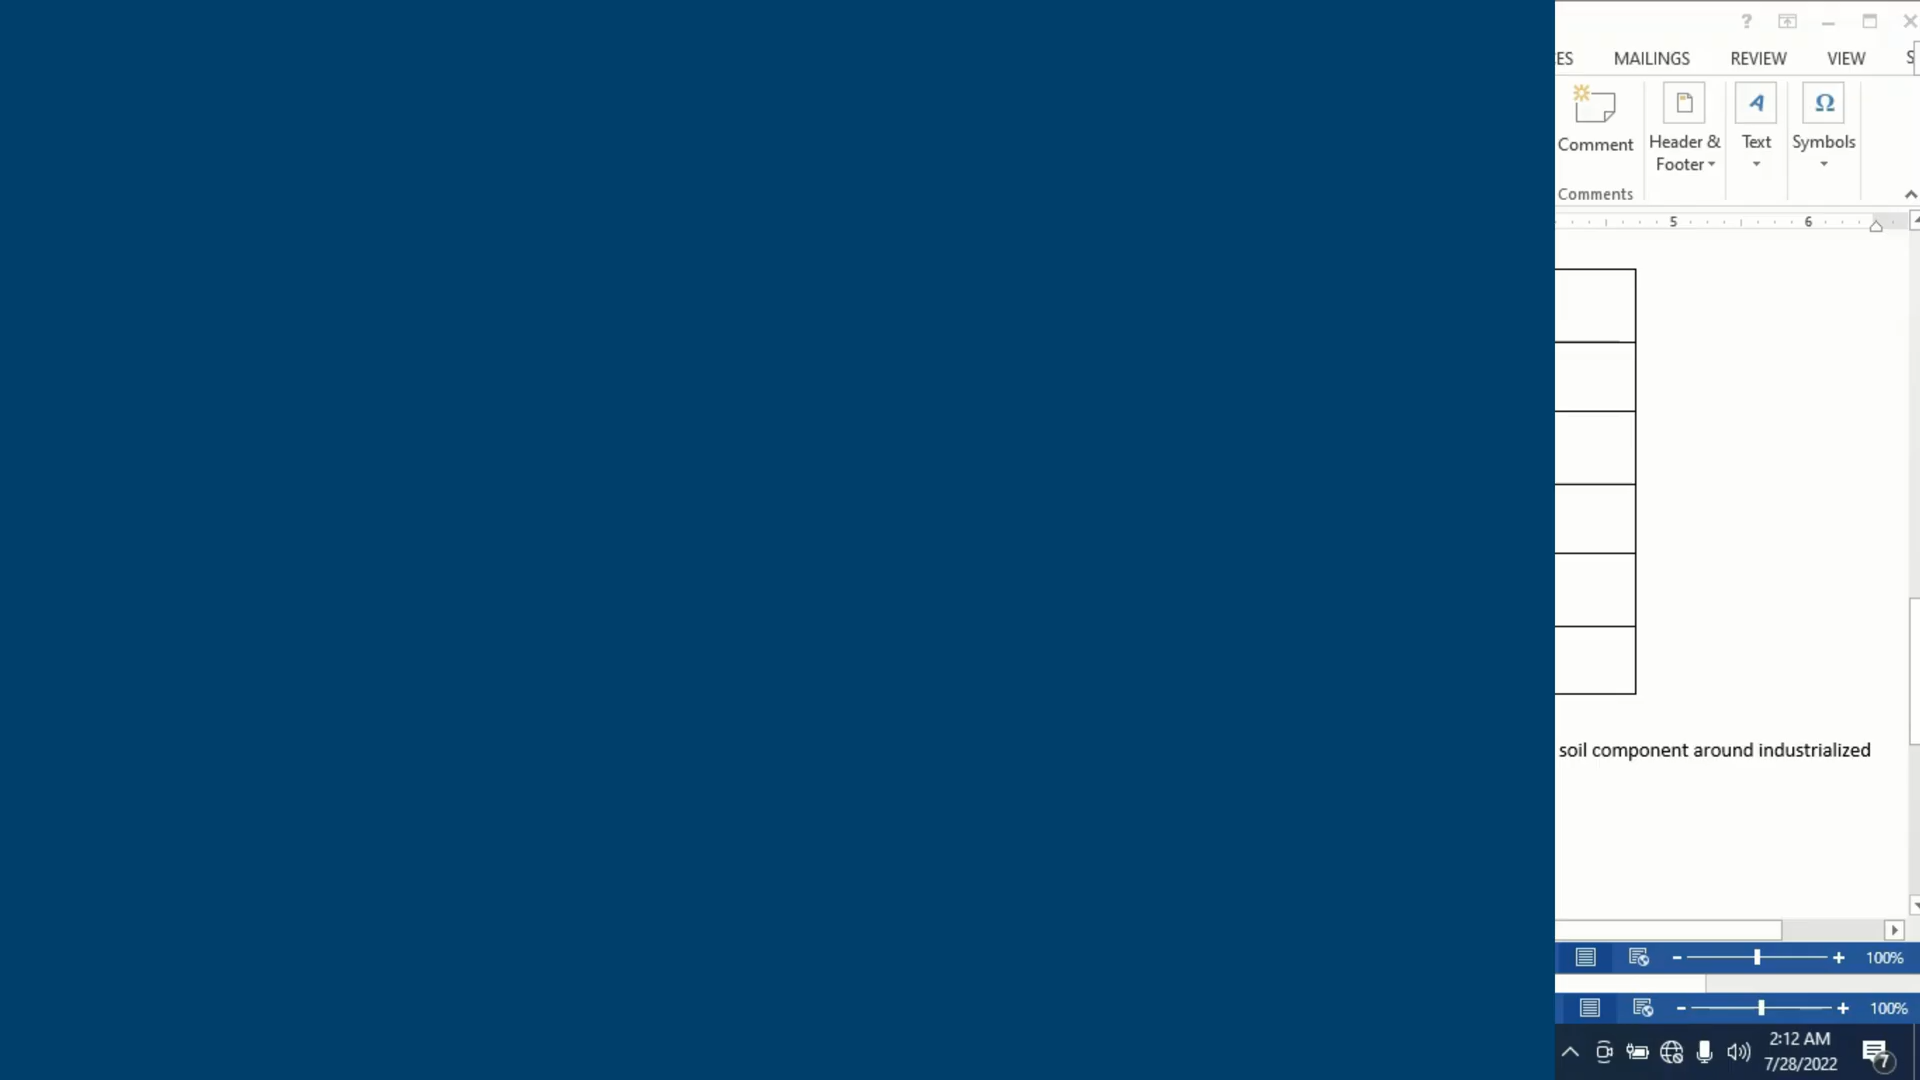 ES MAILINGS REVIEW VIEW
Comment Header & Footer Text Symbols
Comments
5 6
soil component around industrialized
100%
100%
2:12 AM
7/28/2022
7